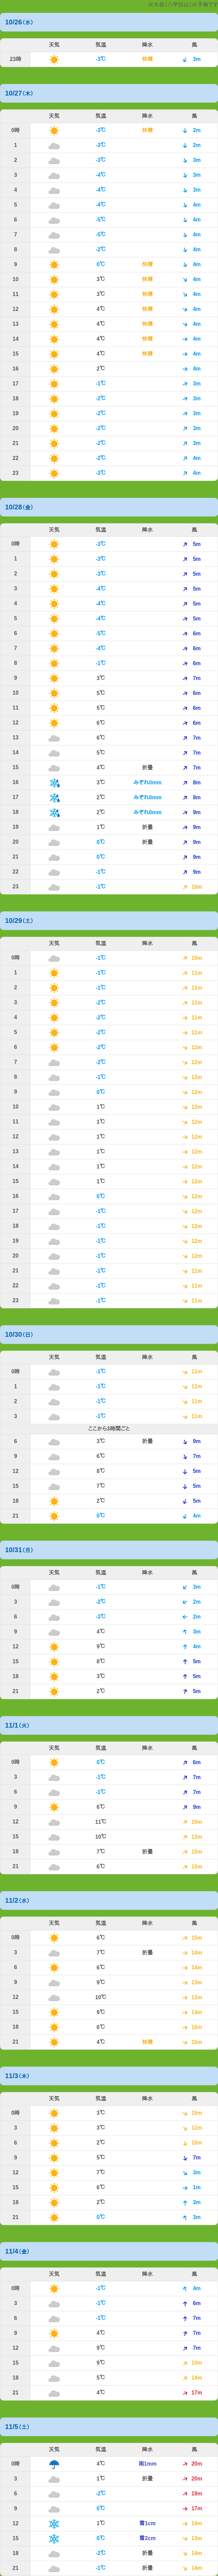 ※大岳(八甲田山)の予報です
10/26(水)
天気 気温 降水 風
23時 -3℃ 快晴 3m
10/27(木)
天気 気温 降水 風
0時 -3℃ 快晴 2m
1 -3℃ 2m
2 -3℃ 3m
3 -4℃ 3m
4 -4℃ 3m
5 -4℃ 4m
6 -5℃ 4m
7 -5℃ 4m
8 -2℃ 4m
9 0℃ 快晴 4m
10 3℃ 快晴 4m
11 3℃ 快晴 4m
12 4℃ 快晴 4m
13 4℃ 快晴 4m
14 4℃ 快晴 4m
15 4℃ 快晴 4m
16 2℃ 4m
17 -1℃ 3m
18 -2℃ 3m
19 -2℃ 3m
20 -2℃ 3m
21 -2℃ 3m
22 -2℃ 4m
23 -3℃ 4m
10/28(金)
天気 気温 降水 風
0時 -3℃ 5m
1 -3℃ 5m
2 -3℃ 5m
3 -4℃ 5m
4 -4℃ 5m
5 -4℃ 5m
6 -5℃ 6m
7 -4℃ 6m
8 -1℃ 6m
9 3℃ 7m
10 5℃ 6m
11 5℃ 6m
12 6℃ 6m
13 6℃ 7m
14 5℃ 7m
15 4℃ 折曇 7m
16 3℃ みぞれ0mm 8m
17 2℃ みぞれ0mm 8m
18 2℃ みぞれ0mm 9m
19 1℃ 折曇 9m
20 0℃ 折曇 9m
21 0℃ 9m
22 -1℃ 9m
23 -1℃ 10m
10/29(土)
天気 気温 降水 風
0時 -1℃ 10m
1 -1℃ 11m
2 -1℃ 11m
3 -2℃ 11m
4 -2℃ 11m
5 -2℃ 11m
6 -2℃ 12m
7 -2℃ 12m
8 -1℃ 12m
9 0℃ 12m
10 1℃ 12m
11 1℃ 12m
12 1℃ 12m
13 1℃ 12m
14 1℃ 12m
15 1℃ 12m
16 0℃ 12m
17 -1℃ 12m
18 -1℃ 12m
19 -1℃ 12m
20 -1℃ 12m
21 -1℃ 11m
22 -1℃ 11m
23 -1℃ 11m
10/30(日)
天気 気温 降水 風
0時 -1℃ 11m
1 -1℃ 11m
2 -1℃ 11m
3 -1℃ 11m
ここから3時間ごと
6 3℃ 折曇 9m
9 6℃ 7m
12 8℃ 5m
15 7℃ 5m
18 2℃ 5m
21 0℃ 4m
10/31(月)
天気 気温 降水 風
0時 -1℃ 3m
3 -2℃ 2m
6 -3℃ 2m
9 4℃ 3m
12 9℃ 4m
15 8℃ 5m
18 3℃ 5m
21 2℃ 5m
11/1(火)
天気 気温 降水 風
0時 0℃ 6m
3 -1℃ 7m
6 -1℃ 7m
9 6℃ 9m
12 11℃ 10m
15 10℃ 12m
18 7℃ 折曇 15m
21 6℃ 15m
11/2(水)
天気 気温 降水 風
0時 6℃ 15m
3 7℃ 折曇 14m
6 6℃ 14m
9 9℃ 13m
12 10℃ 13m
15 9℃ 14m
18 6℃ 16m
21 4℃ 快晴 15m
11/3(木)
天気 気温 降水 風
0時 3℃ 15m
3 3℃ 12m
6 2℃ 10m
9 5℃ 7m
12 7℃ 3m
15 6℃ 1m
18 2℃ 3m
21 0℃ 3m
11/4(金)
天気 気温 降水 風
0時 -1℃ 4m
3 -1℃ 6m
6 -1℃ 7m
9 4℃ 7m
12 9℃ 7m
15 9℃ 10m
18 5℃ 14m
21 4℃ 17m
11/5(土)
天気 気温 降水 風
0時 4℃ 雨1mm 20m
3 1℃ 折曇 20m
6 -2℃ 19m
9 0℃ 17m
12 1℃ 雪1cm 14m
15 0℃ 雪2cm 13m
18 -2℃ 折曇 14m
21 -1℃ 折曇 14m